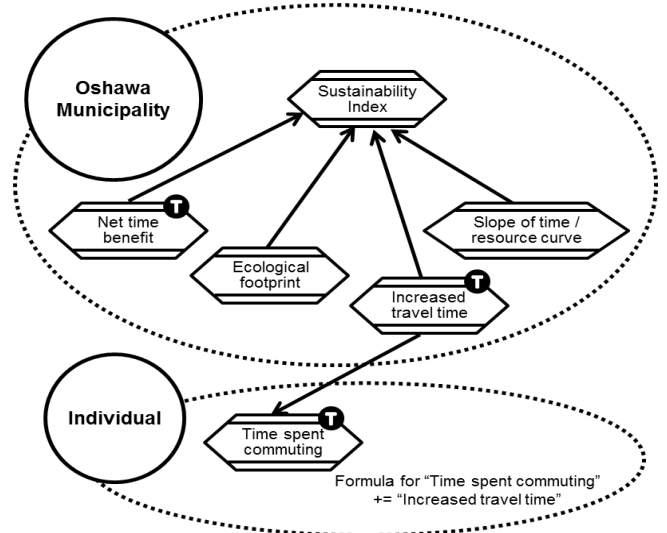 Oshawa
Municipality
Sustainability
Index
T
Net time
benefit
Slope of time /
resource curve
Ecological
footprint
T
Increased
travel time
Individual
T
Time spent
commuting
Formula for “Time spent commuting”
+= “Increased travel time”